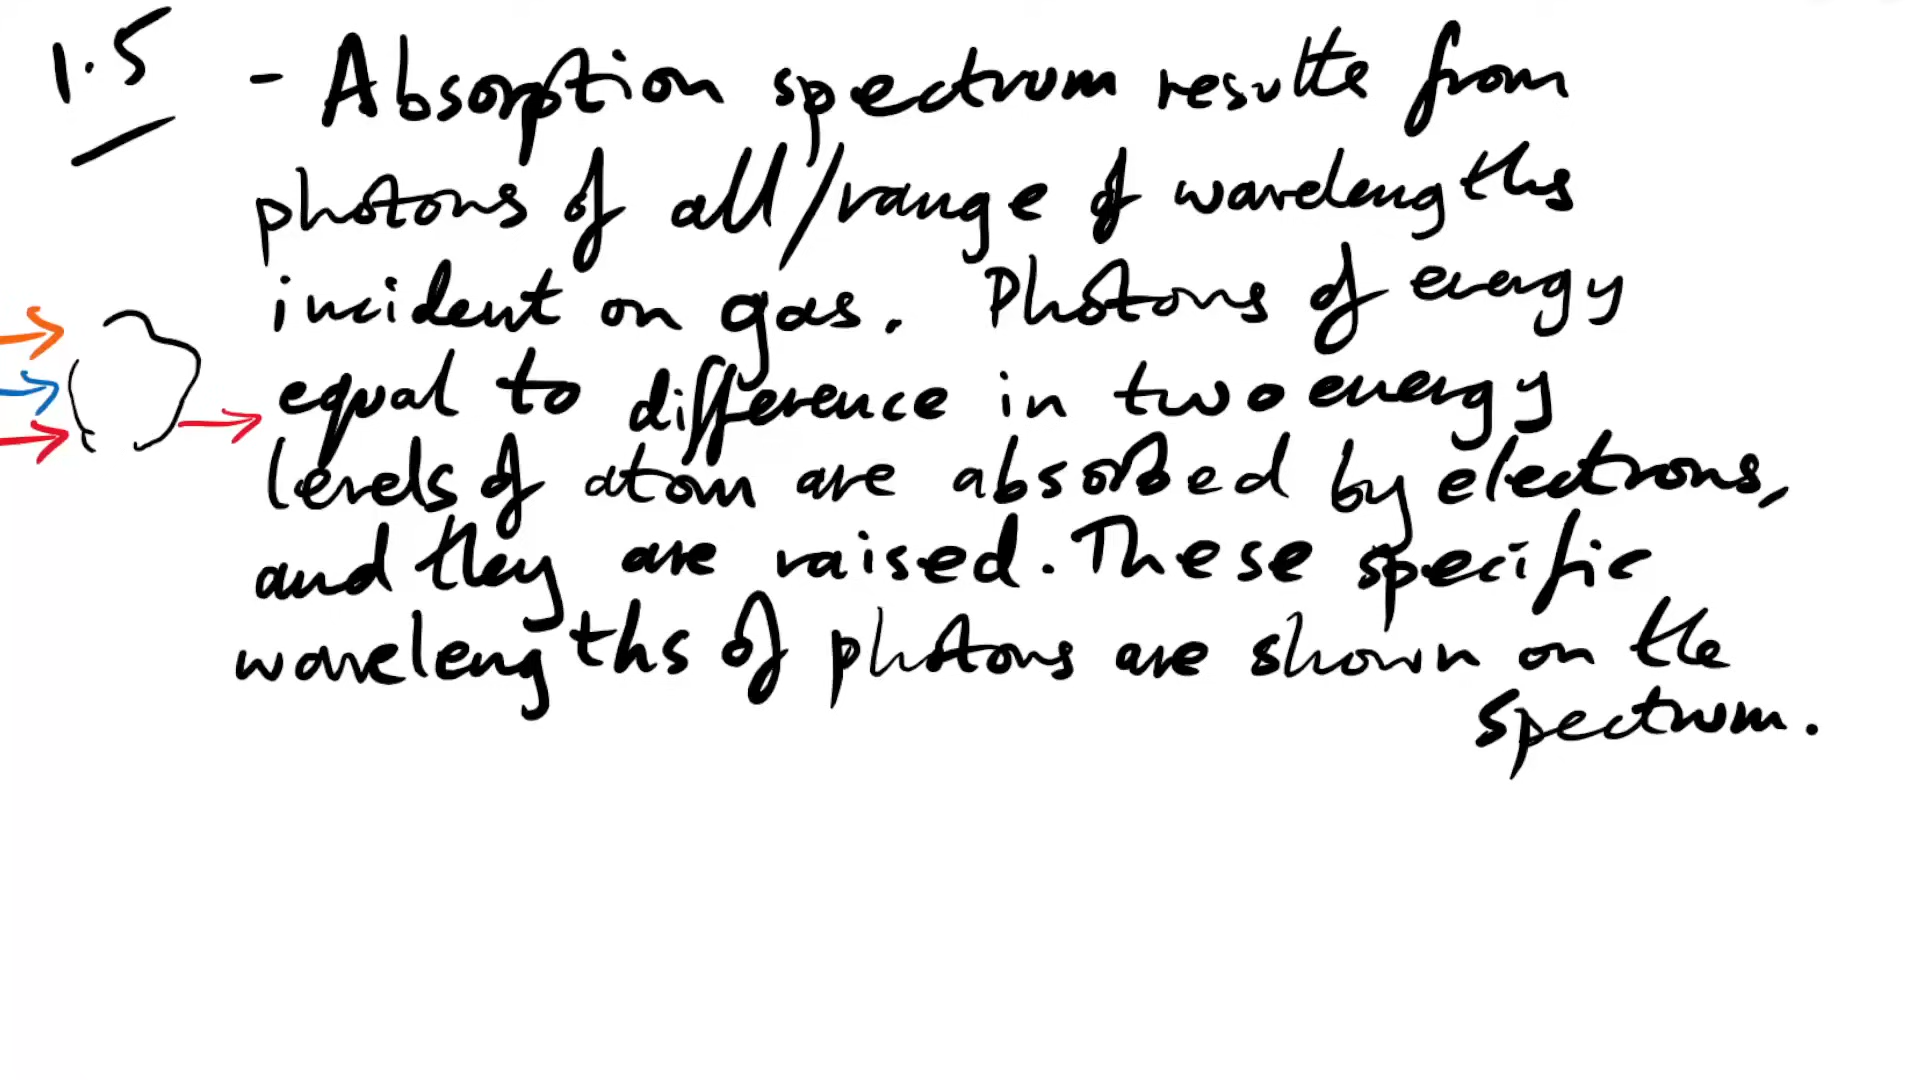 1.5
- Absorption spectrum results from
photons of all/range of wavelengths
incident on gas. Photons of energy
equal to difference in two energy
levels of atom are absorbed by electrons,
and they are raised. These specific
wavelengths of photons are shown on the
spectrum.